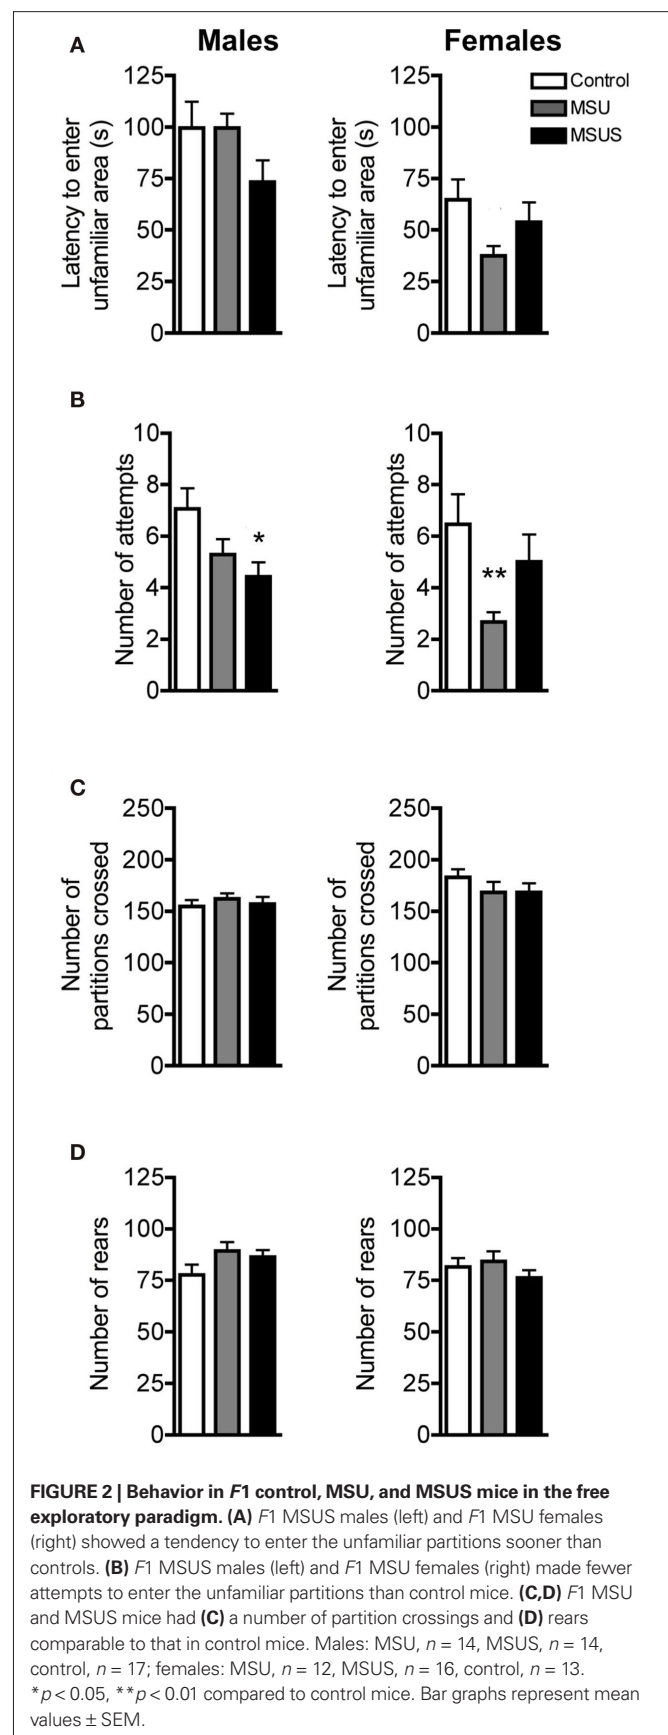 A
Males
Females
Latency to enter
unfamiliar area (s)
125
100
75
50
25
0
Latency to enter
unfamiliar area (s)
125
100
75
50
25
0
Control
MSU
MSUS
B
Number of attempts
10
8
6
4
2
0
*
Number of attempts
10
8
6
4
2
0
**
C
Number of
partitions crossed
250
200
150
100
50
0
Number of
partitions crossed
250
200
150
100
50
0
D
Number of rears
125
100
75
50
25
0
Number of rears
125
100
75
50
25
0
FIGURE 2 | Behavior in F1 control, MSU, and MSUS mice in the free
exploratory paradigm. (A) F1 MSUS males (left) and F1 MSU females
(right) showed a tendency to enter the unfamiliar partitions sooner than
controls. (B) F1 MSUS males (left) and F1 MSU females (right) made fewer
attempts to enter the unfamiliar partitions than control mice. (C,D) F1 MSU
and MSUS mice had (C) a number of partition crossings and (D) rears
comparable to that in control mice. Males: MSU, n = 14, MSUS, n = 14,
control, n = 17; females: MSU, n = 12, MSUS, n = 16, control, n = 13.
*p < 0.05, **p < 0.01 compared to control mice. Bar graphs represent mean
values ± SEM.